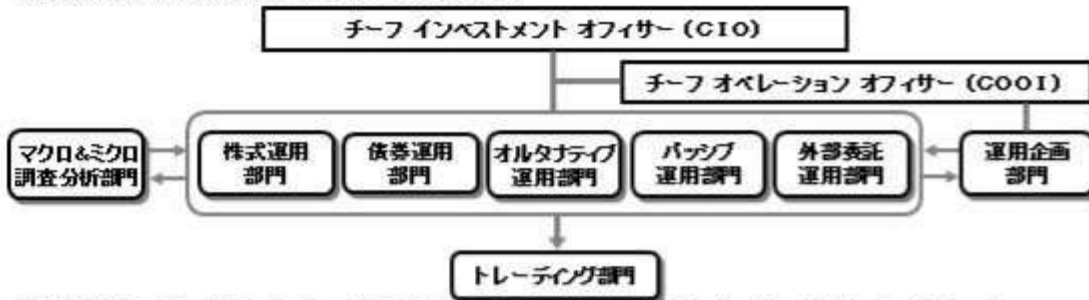 チーフ インベストメント オフィサー (CIO)
チーフ オペレーション オフィサー (COOI)
マクロ&ミクロ
調査分析部門
株式運用
部門
債券運用
部門
オルタナティブ
運用部門
パッシブ
運用部門
外部委託
運用部門
運用企画
部門
トレーディング部門